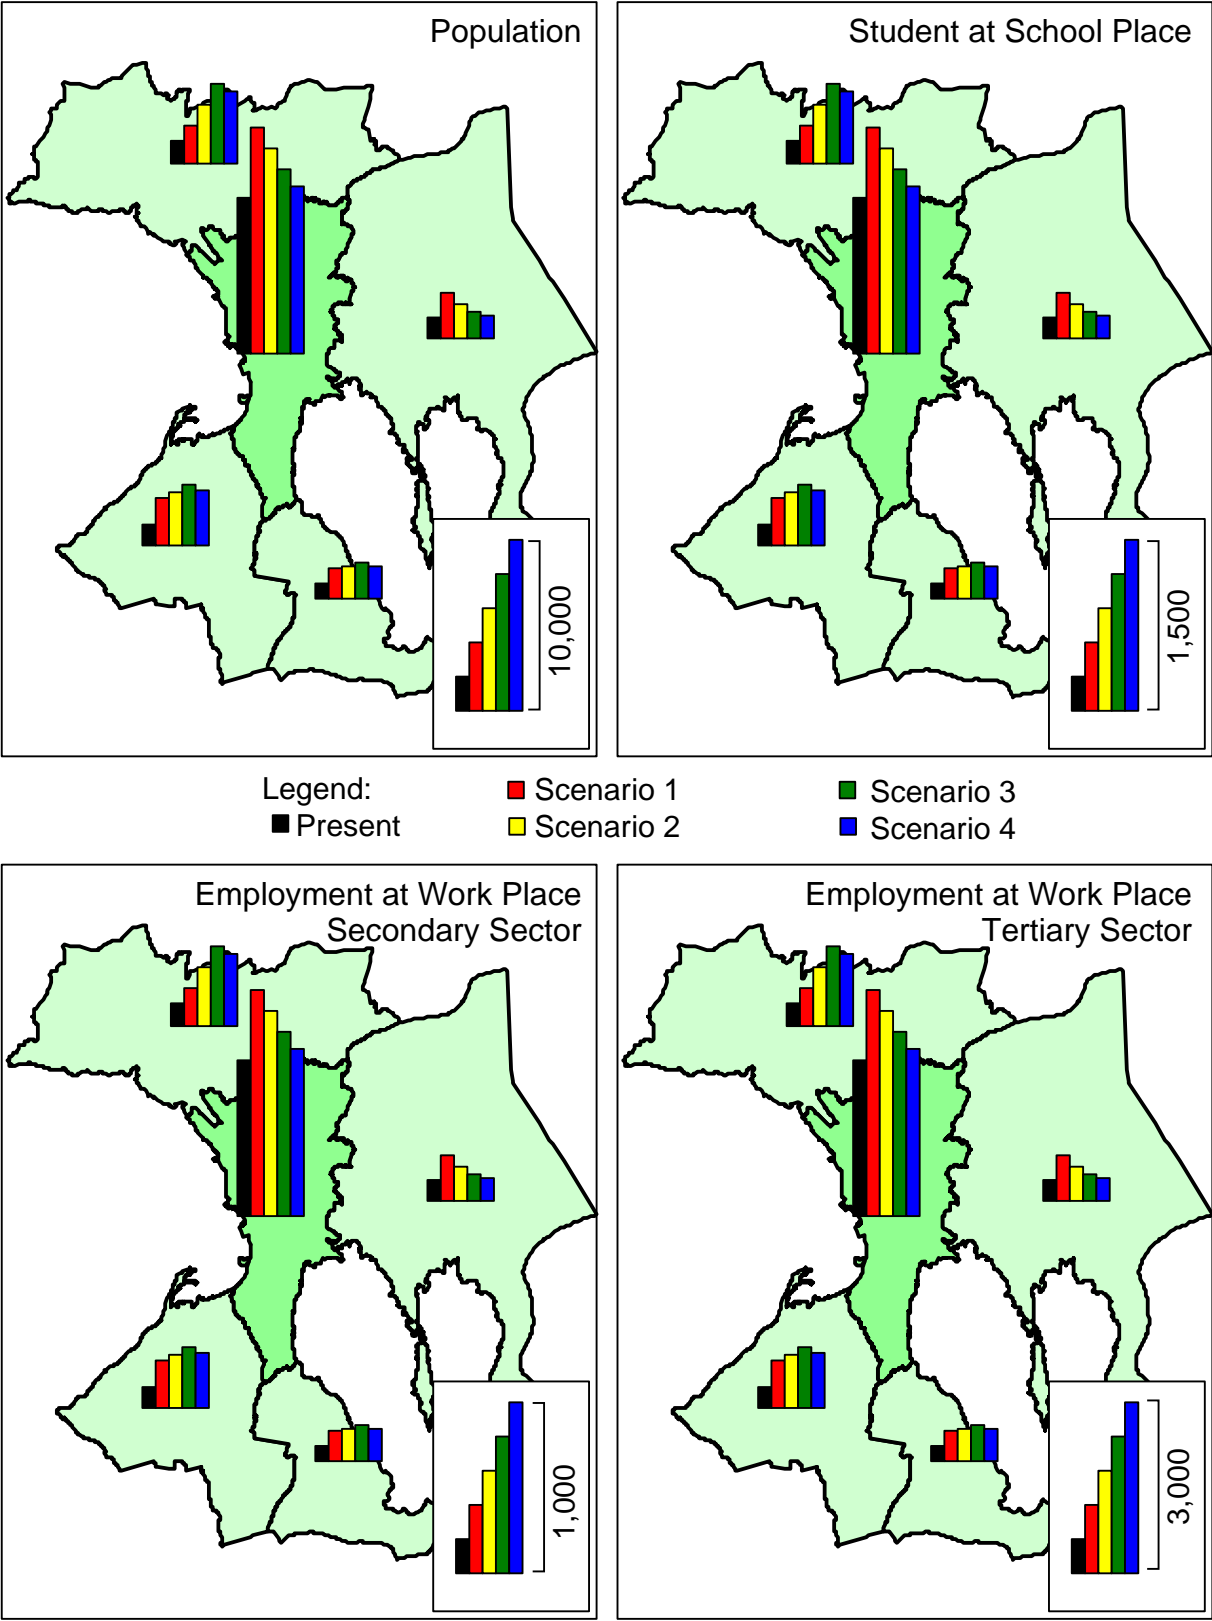 Population
Student at School Place
10,000
1,500
Legend:
Present
Scenario 1
Scenario 2
Scenario 3
Scenario 4
Employment at Work Place
Secondary Sector
Employment at Work Place
Tertiary Sector
1,000
3,000